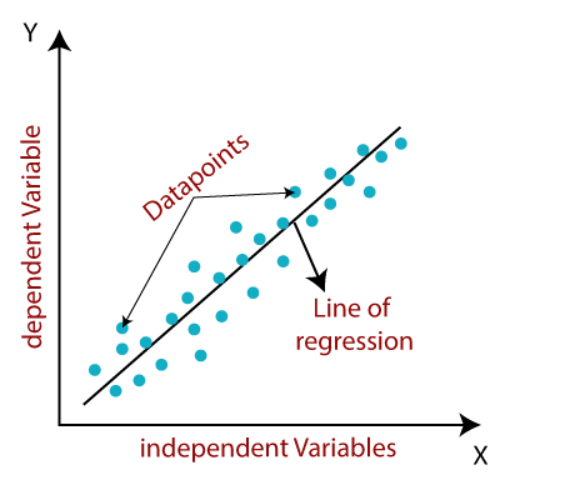 Y
dependent Variable
Datapoints
Line of
regression
independent Variables
X